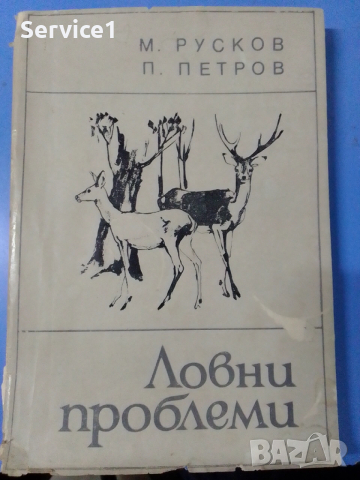 Service1
М. РУСКОВ
П. ПЕТРОВ
Ловни
проблеми
BAZAR